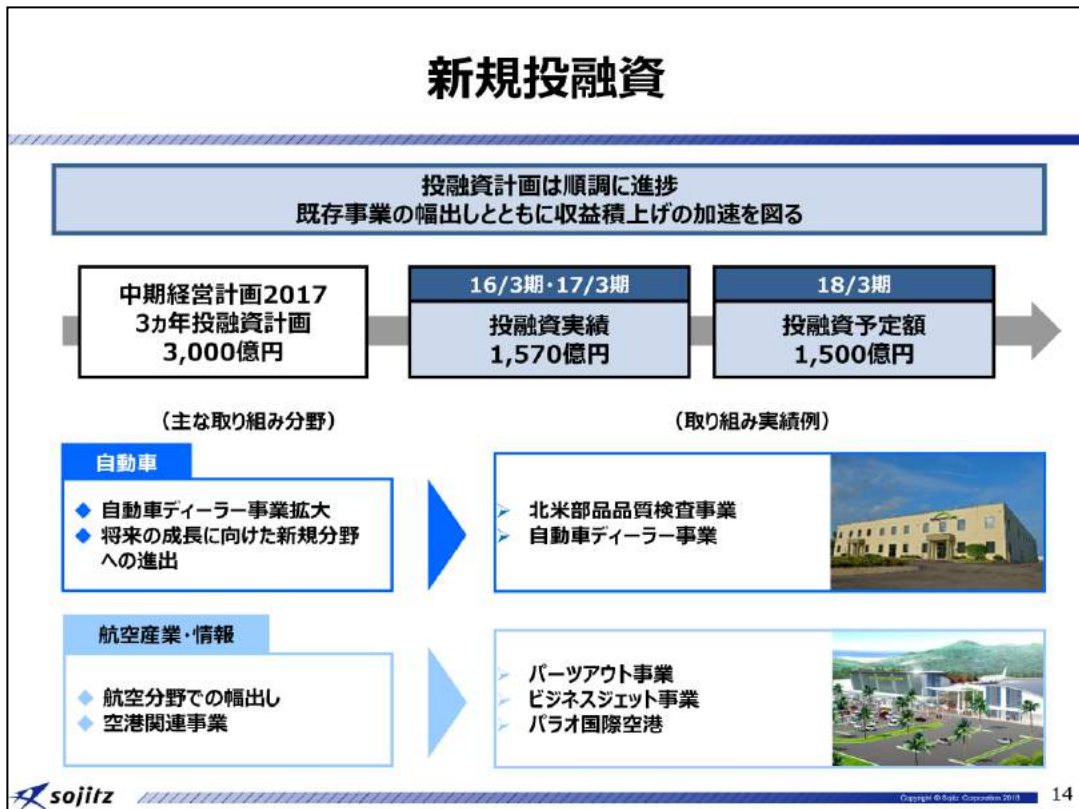 新規投融資
投融資計画は順調に進捗
既存事業の幅出しとともに収益積上げの加速を図る
中期経営計画2017
3ヵ年投融資計画
3,000億円
16/3期・17/3期
投融資実績
1,570億円
18/3期
投融資予定額
1,500億円
（主な取り組み分野）
（取り組み実績例）
自動車
◆ 自動車ディーラー事業拡大
◆ 将来の成長に向けた新規分野
への進出
➢ 北米部品品質検査事業
➢ 自動車ディーラー事業
航空産業・情報
◆ 航空分野での幅出し
◆ 空港関連事業
➢ パーツアウト事業
➢ ビジネスジェット事業
➢ パラオ国際空港
sojitz
Copyright © Sojitz Corporation
14